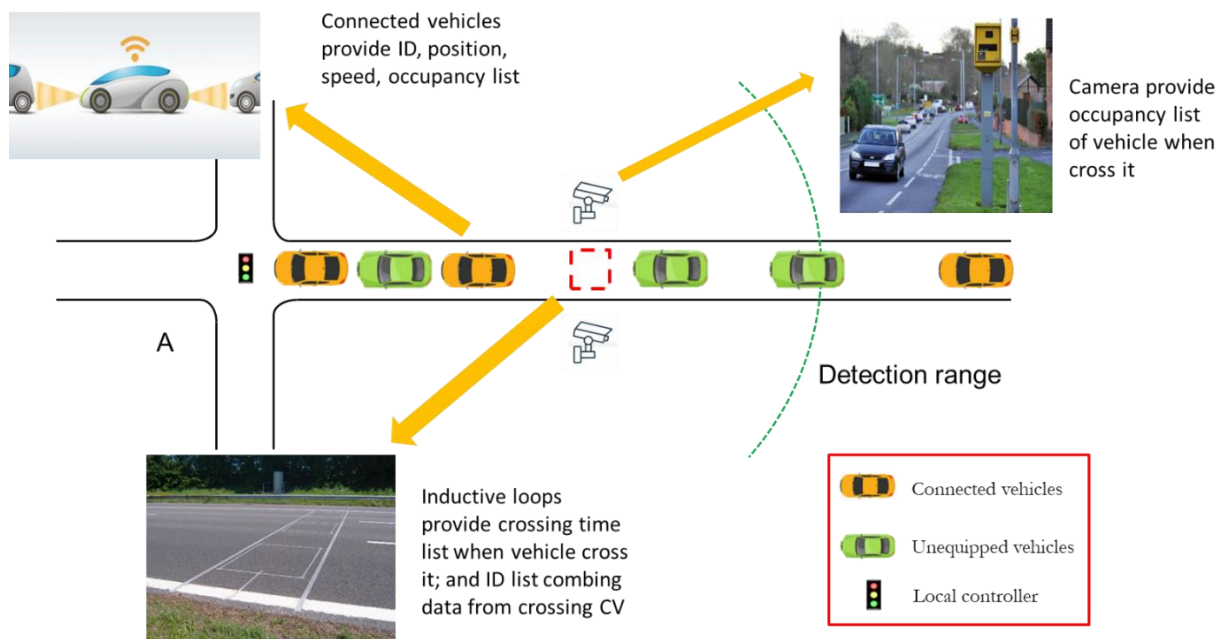 Connected vehicles
provide ID, position,
speed, occupancy list
Camera provide
occupancy list
of vehicle when
cross it
A
Detection range
Inductive loops
provide crossing time
list when vehicle cross
it; and ID list combing
data from crossing CV
Connected vehicles
Unequipped vehicles
Local controller